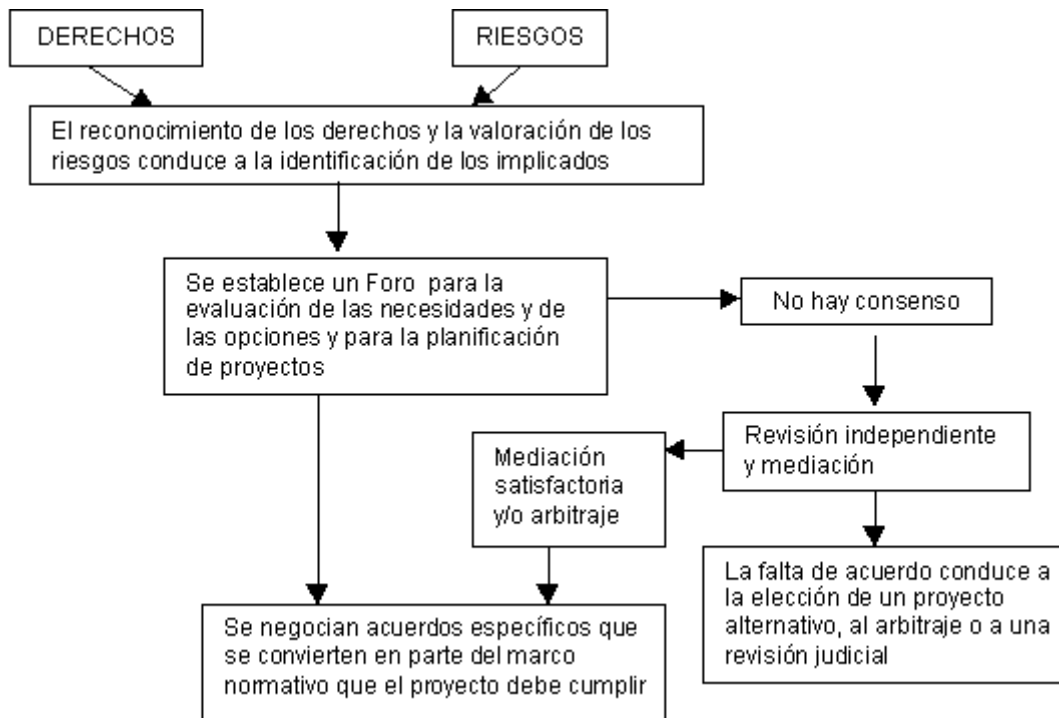 DERECHOS
RIESGOS
El reconocimiento de los derechos y la valoración de los
riesgos conduce a la identificación de los implicados
Se establece un Foro para la
evaluación de las necesidades y de
las opciones y para la planificación
de proyectos
No hay consenso
Revisión independiente
y mediación
Mediación
satisfactoria
y/o arbitraje
La falta de acuerdo conduce a
la elección de un proyecto
alternativo, al arbitraje o a una
revisión judicial
Se negocian acuerdos específicos que
se convierten en parte del marco
normativo que el proyecto debe cumplir